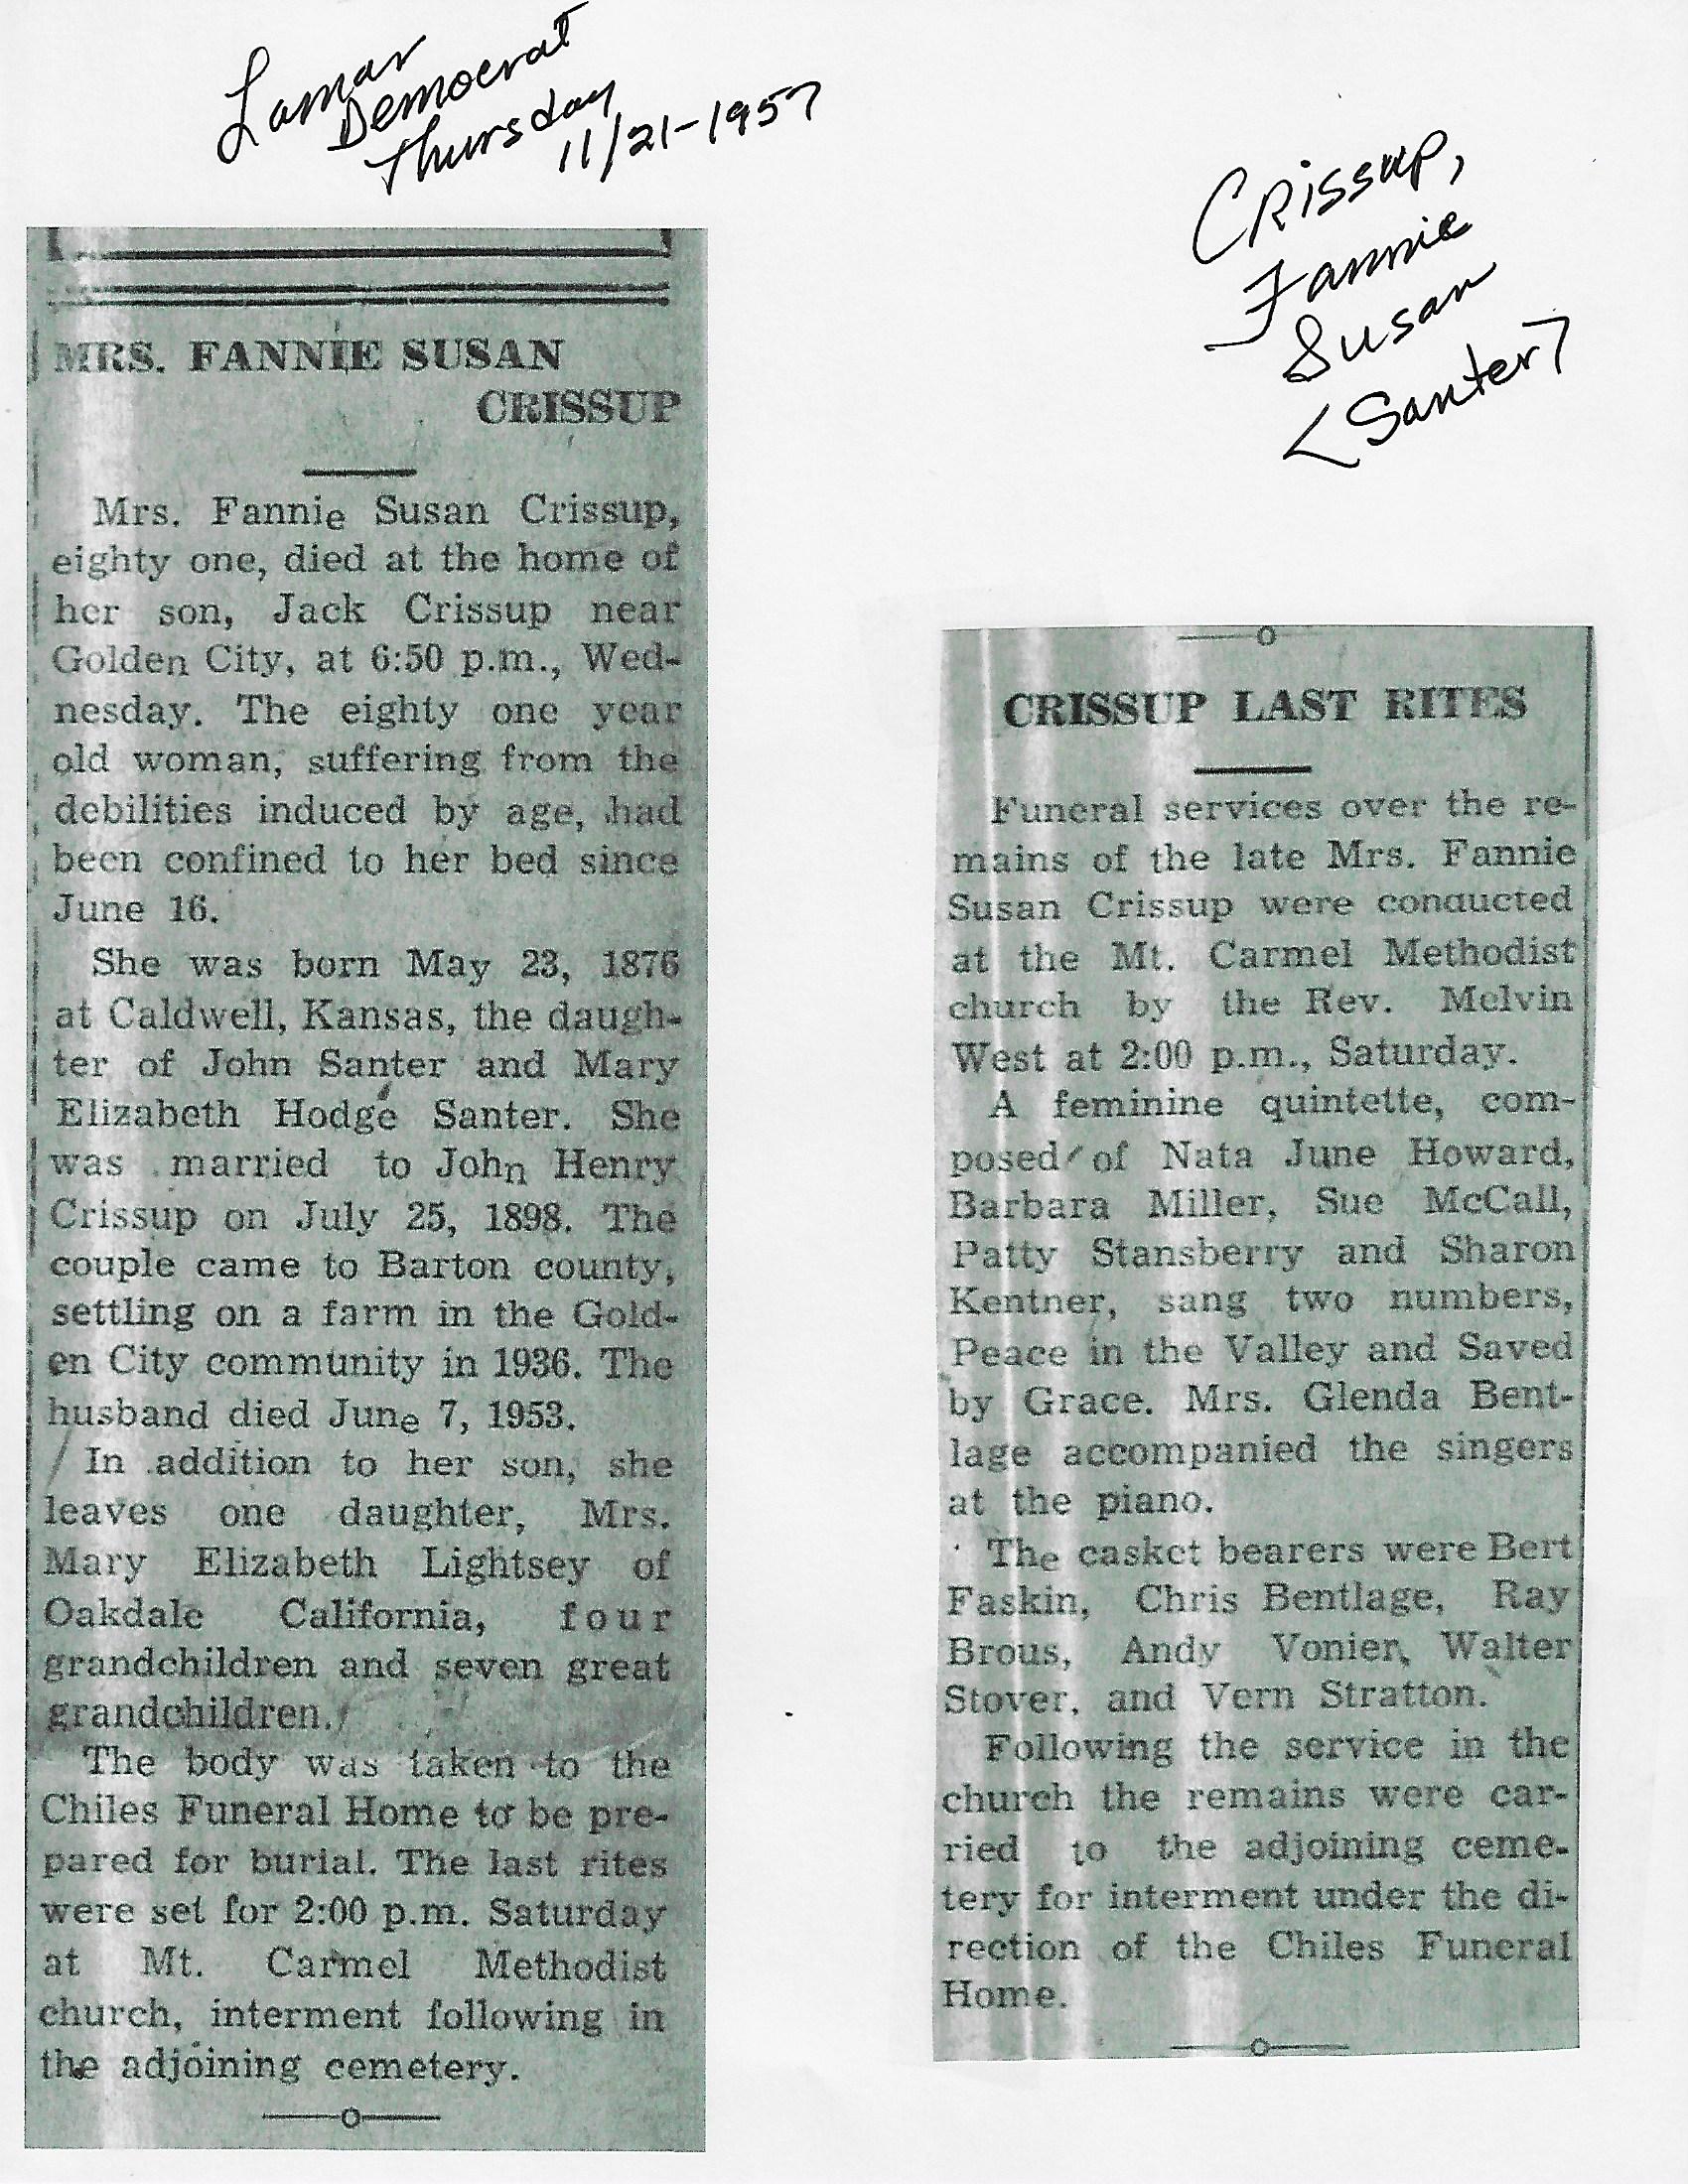 Lamar
Democrat
Thursday
11/21-1957
Crissup,
Fannie
Susan
<Santer>
MRS. FANNIE SUSAN
CRISSUP
Mrs. Fannie Susan Crissup,
eighty one, died at the home of
her son, Jack Crissup near
Golden City, at 6:50 p.m., Wed-
nesday. The eighty one year
old woman, suffering from the
debilities induced by age, had
been confined to her bed since
June 16.
She was born May 23, 1876
at Caldwell, Kansas, the daugh-
ter of John Santer and Mary
Elizabeth Hodge Santer. She
was married to John Henry
Crissup on July 25, 1898. The
couple came to Barton county,
settling on a farm in the Gold-
en City community in 1936. The
husband died June 7, 1953.
In addition to her son, she
leaves one daughter, Mrs.
Mary Elizabeth Lightsey of
Oakdale California, four
grandchildren and seven great
grandchildren.
The body was taken to the
Chiles Funeral Home to be pre-
pared for burial. The last rites
were set for 2:00 p.m. Saturday
at Mt. Carmel Methodist
church, interment following in
the adjoining cemetery.
CRISSUP LAST RITES
Funeral services over the re-
mains of the late Mrs. Fannie
Susan Crissup were conducted
at the Mt. Carmel Methodist
church by the Rev. Melvin
West at 2:00 p.m., Saturday.
A feminine quintette, com-
posed of Nata June Howard,
Barbara Miller, Sue McCall,
Patty Stansberry and Sharon
Kentner, sang two numbers,
Peace in the Valley and Saved
by Grace. Mrs. Glenda Bent-
lage accompanied the singers
at the piano.
The casket bearers were Bert
Faskin, Chris Bentlage, Ray
Brous, Andy Vonier, Walter
Stover, and Vern Stratton.
Following the service in the
church the remains were car-
ried to the adjoining ceme-
tery for interment under the di-
rection of the Chiles Funeral
Home.